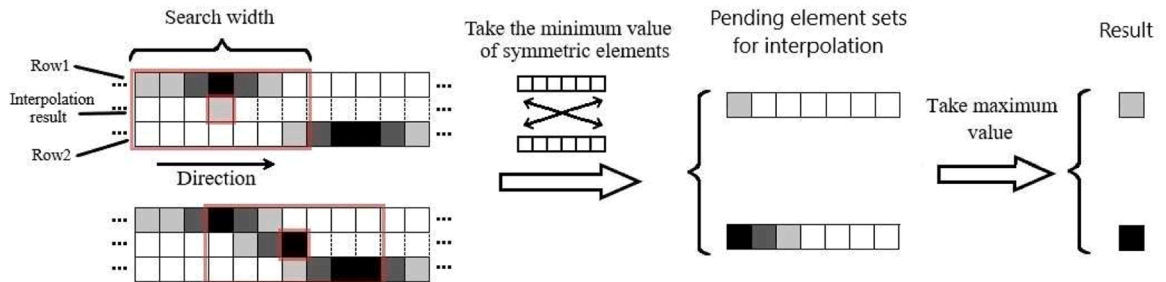 Search width
Row1
Interpolation
result
Row2
Direction
Take the minimum value
of symmetric elements
Pending element sets
for interpolation
Take maximum
value
Result